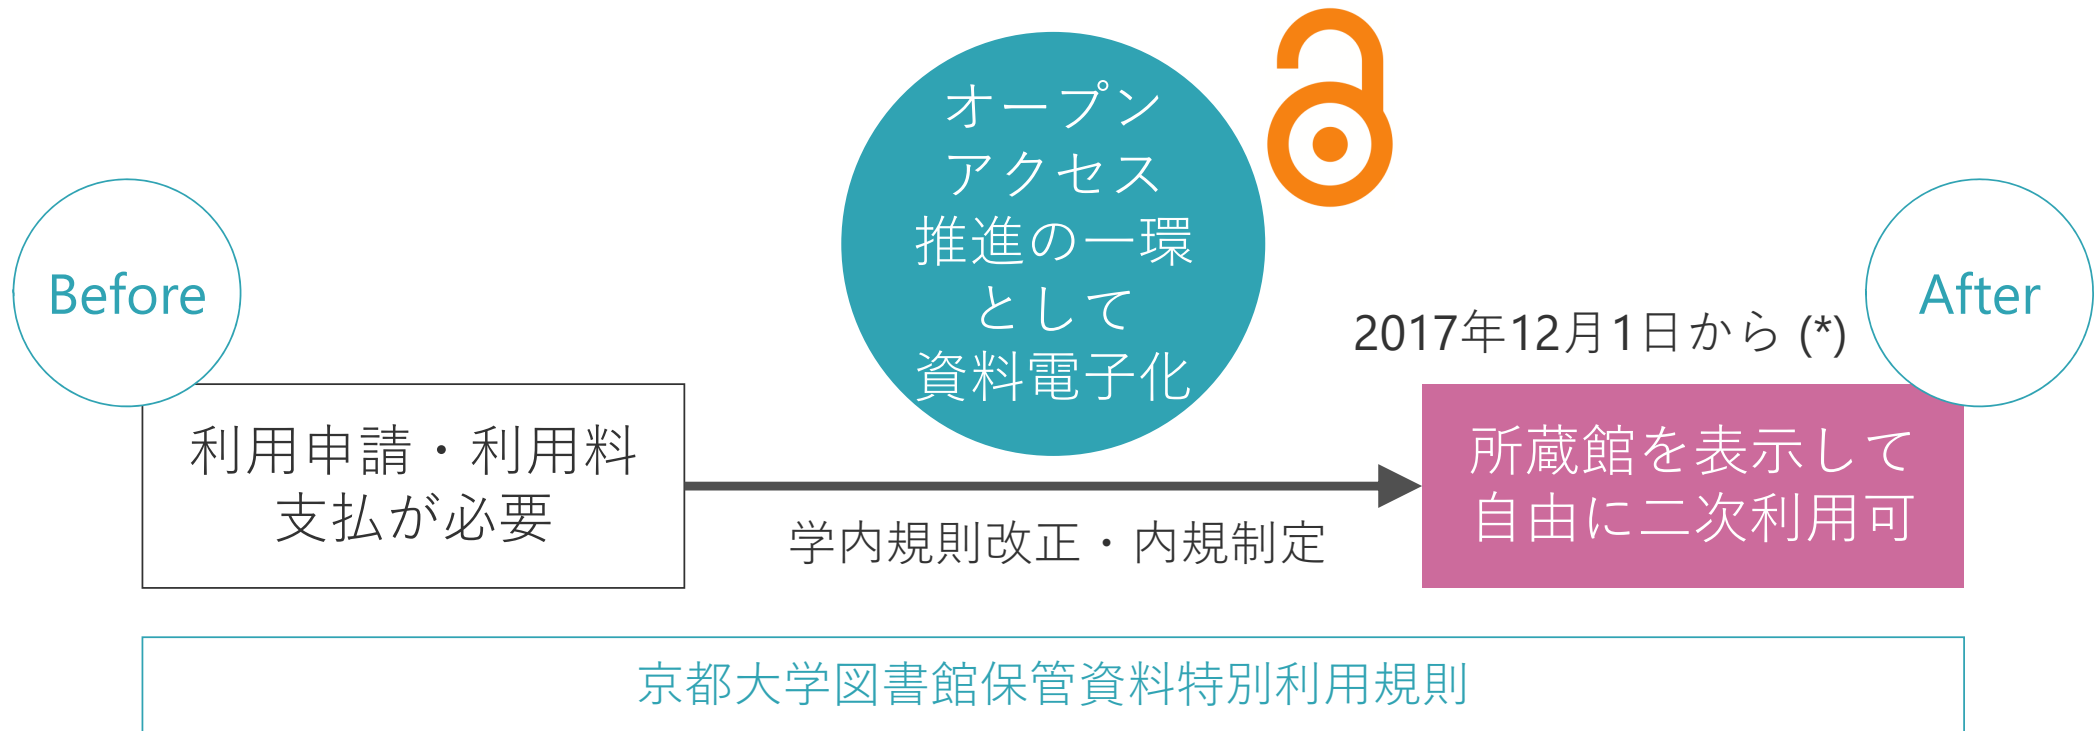 オープン
アクセス
推進の一環
として
資料電子化
Before
After
2017年12月1日から (*)
利用申請・利用料
支払が必要
学内規則改正・内規制定
所蔵館を表示して
自由に二次利用可
京都大学図書館保管資料特別利用規則